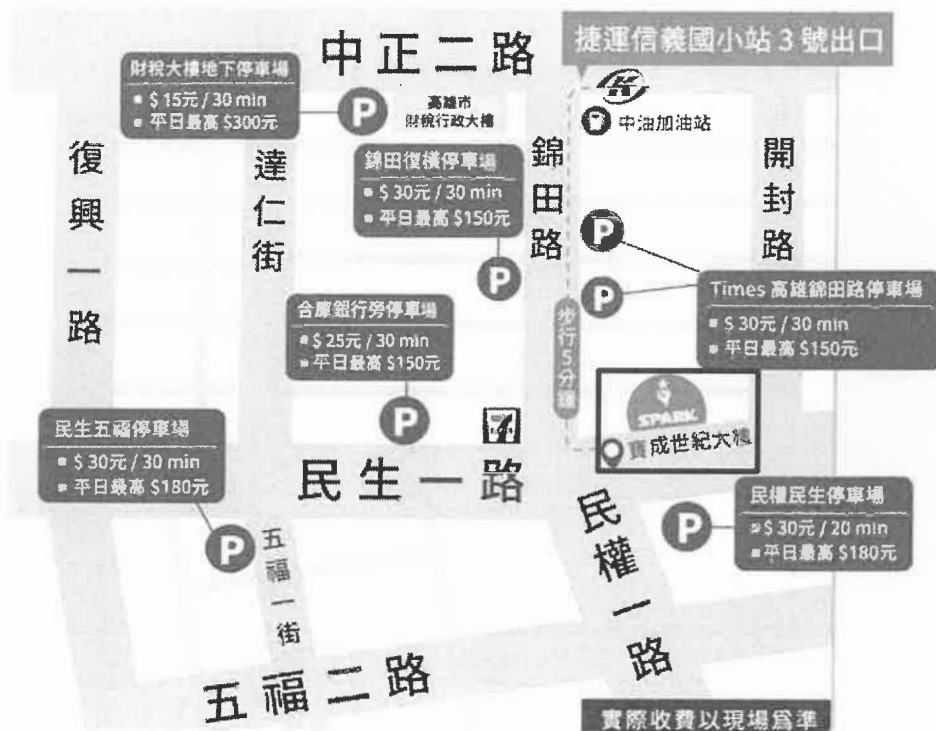 中正二路
捷運信義國小站 3 號出口
財稅大樓地下停車場
▪ $ 15元 / 30 min
▪ 平日最高 $300元
P
高雄市
財稅行政大樓
中油加油站
復興一路
達仁街
錦田復橫停車場
▪ $ 30元 / 30 min
▪ 平日最高 $150元
P
錦田路
開封路
P
P
Times 高雄錦田路停車場
▪ $ 30元 / 30 min
▪ 平日最高 $150元
步行5分鐘
合庫銀行旁停車場
▪ $ 25元 / 30 min
▪ 平日最高 $150元
P
7
SPARK
寶成世紀大樓
民生五福停車場
▪ $ 30元 / 30 min
▪ 平日最高 $180元
P
民生一路
民權民生停車場
▪ $ 30元 / 20 min
▪ 平日最高 $180元
P
五福一街
民權一路
五福二路
實際收費以現場為準